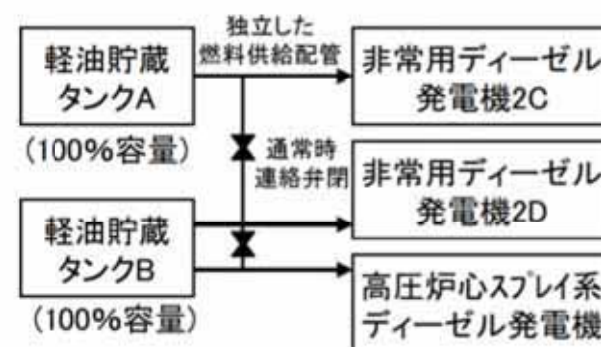 独立した
燃料供給配管
軽油貯蔵
タンクA
(100%容量)
非常用ディーゼル
発電機2C
通常時
連絡弁閉
非常用ディーゼル
発電機2D
軽油貯蔵
タンクB
(100%容量)
高圧炉心スプレイ系
ディーゼル発電機